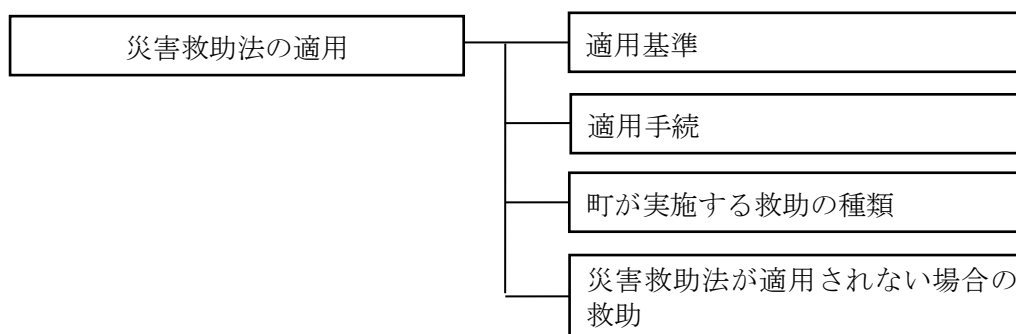 災害救助法の適用
適用基準
適用手続
町が実施する救助の種類
災害救助法が適用されない場合の
救助